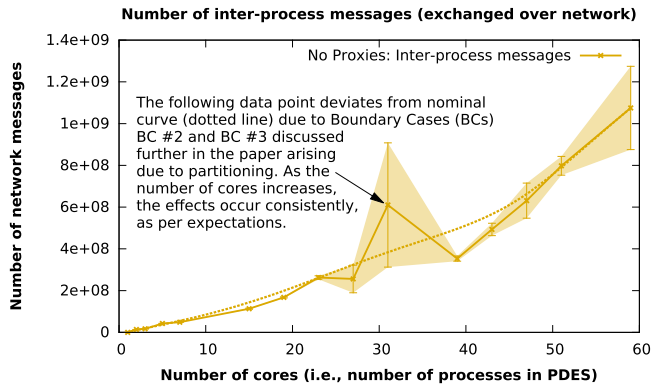 Number of inter-process messages (exchanged over network)
1.4e+09
1.2e+09
1e+09
8e+08
6e+08
4e+08
2e+08
0
Number of network messages
No Proxies: Inter-process messages
The following data point deviates from nominal
curve (dotted line) due to Boundary Cases (BCs)
BC #2 and BC #3 discussed
further in the paper arising
due to partitioning. As the
number of cores increases,
the effects occur consistently,
as per expectations.
0 10 20 30 40 50 60
Number of cores (i.e., number of processes in PDES)